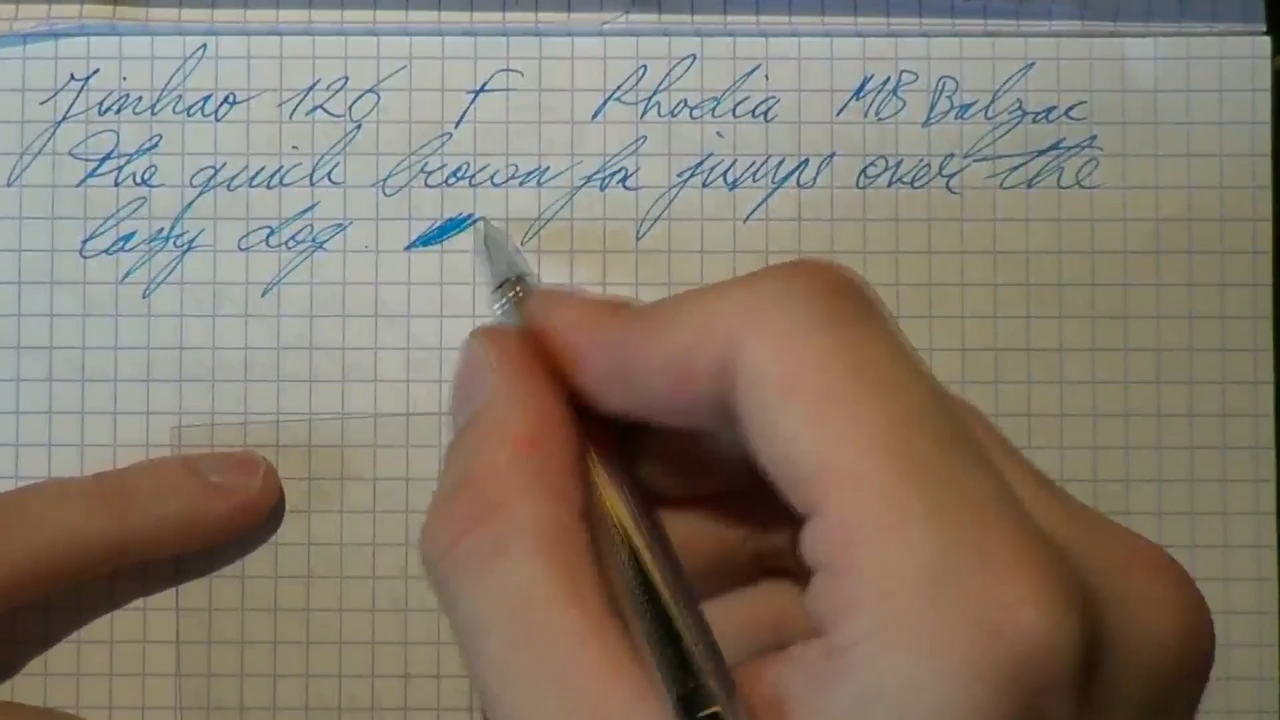 Jinhao 126 F Rhodia MB Balzac
The quick brown fox jumps over the
lazy dog.